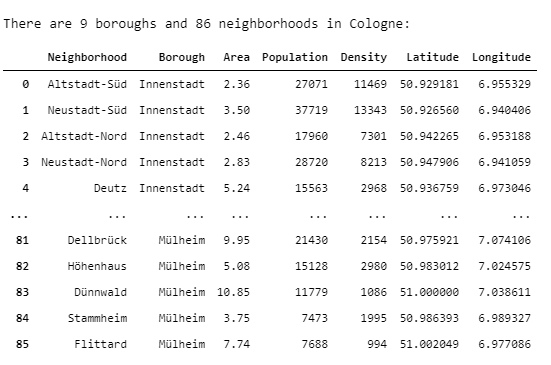 There are 9 boroughs and 86 neighborhoods in Cologne:
Neighborhood Borough Area Population Density Latitude Longitude
0 Altstadt-Süd Innenstadt 2.36 27071 11469 50.929181 6.955329
1 Neustadt-Süd Innenstadt 3.50 37719 13343 50.926560 6.940406
2 Altstadt-Nord Innenstadt 2.46 17960 7301 50.942265 6.953188
3 Neustadt-Nord Innenstadt 2.83 28720 8213 50.947906 6.941059
4 Deutz Innenstadt 5.24 15563 2968 50.936759 6.973046
... ... ... ... ... ... ... ...
81 Dellbrück Mülheim 9.95 21430 2154 50.975921 7.074106
82 Höhenhaus Mülheim 5.08 15128 2980 50.983012 7.024575
83 Dünnwald Mülheim 10.85 11779 1086 51.000000 7.038611
84 Stammheim Mülheim 3.75 7473 1995 50.986393 6.989327
85 Flittard Mülheim 7.74 7688 994 51.002049 6.977086